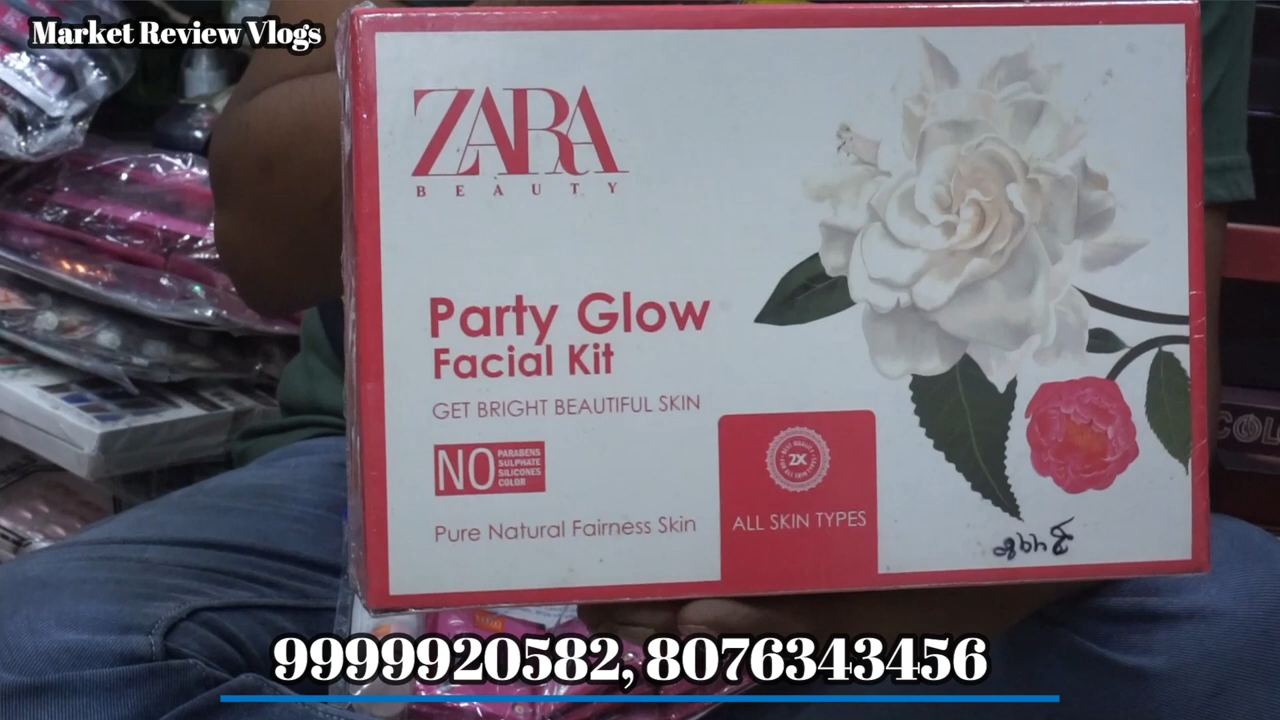 Market Review Vlogs
ZARA
BEAUTY
Party Glow
Facial Kit
GET BRIGHT BEAUTIFUL SKIN
NO PARABENS
SULPHATE
SILICONES
COLOR
2X
ALL SKIN TYPES
Pure Natural Fairness Skin
9999920582, 8076343456